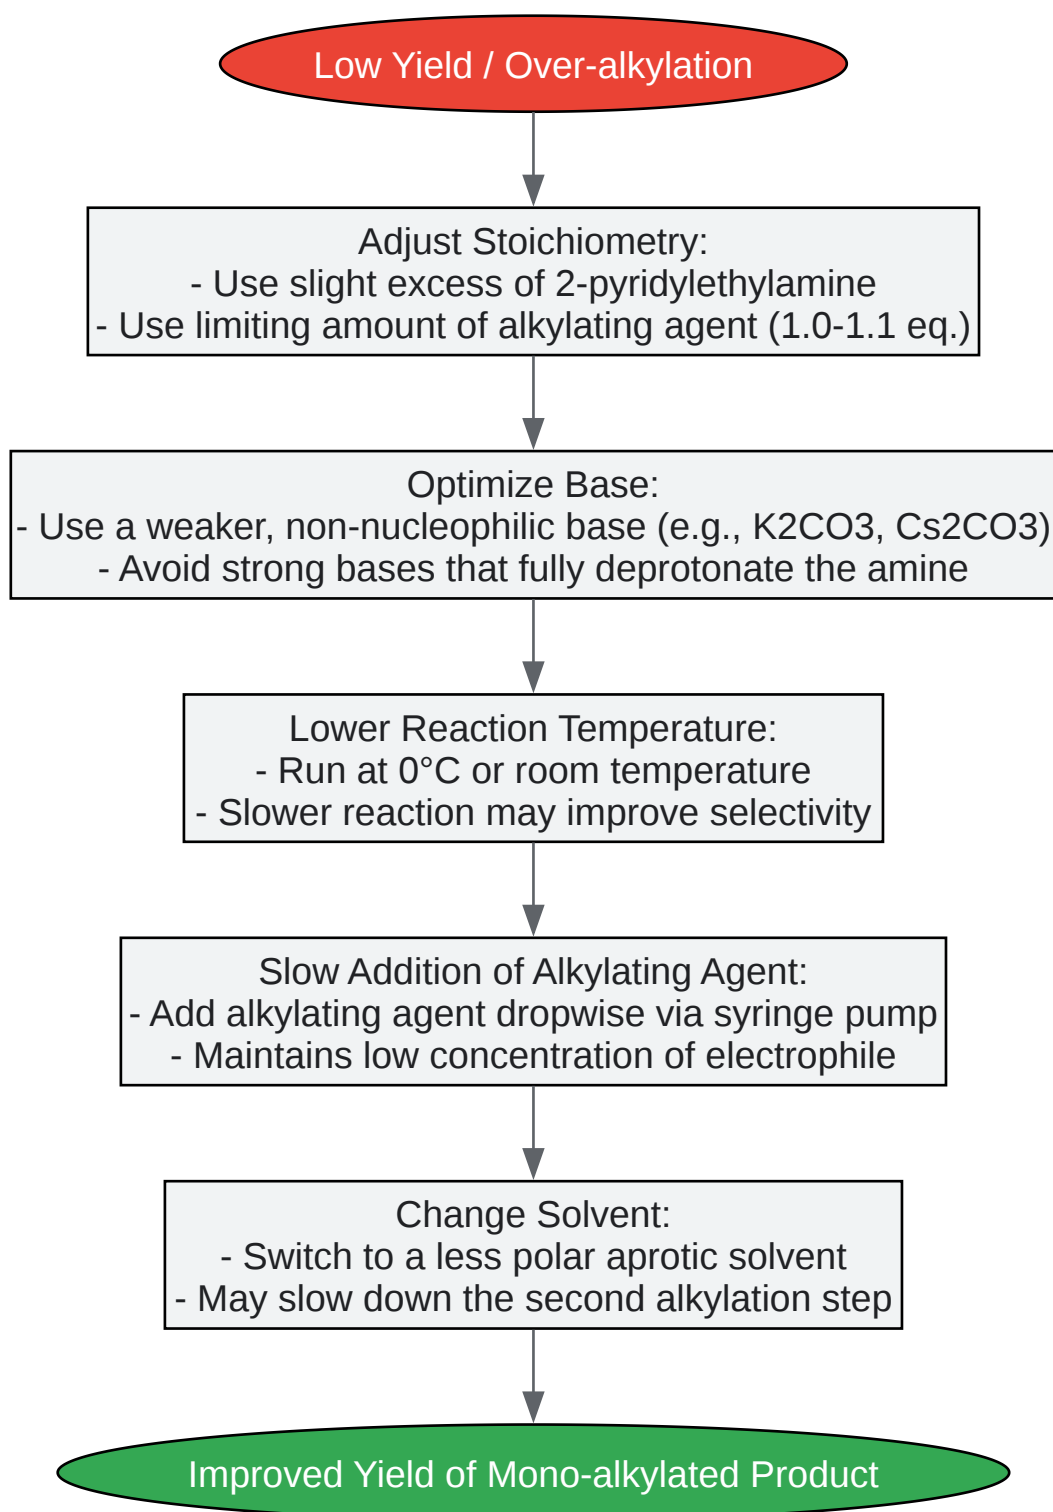 Low Yield / Over-alkylation
Adjust Stoichiometry:
- Use slight excess of 2-pyridylethylamine
- Use limiting amount of alkylating agent (1.0-1.1 eq.)
Optimize Base:
- Use a weaker, non-nucleophilic base (e.g., K2CO3, Cs2CO3)
- Avoid strong bases that fully deprotonate the amine
Lower Reaction Temperature:
- Run at 0°C or room temperature
- Slower reaction may improve selectivity
Slow Addition of Alkylating Agent:
- Add alkylating agent dropwise via syringe pump
- Maintains low concentration of electrophile
Change Solvent:
- Switch to a less polar aprotic solvent
- May slow down the second alkylation step
Improved Yield of Mono-alkylated Product